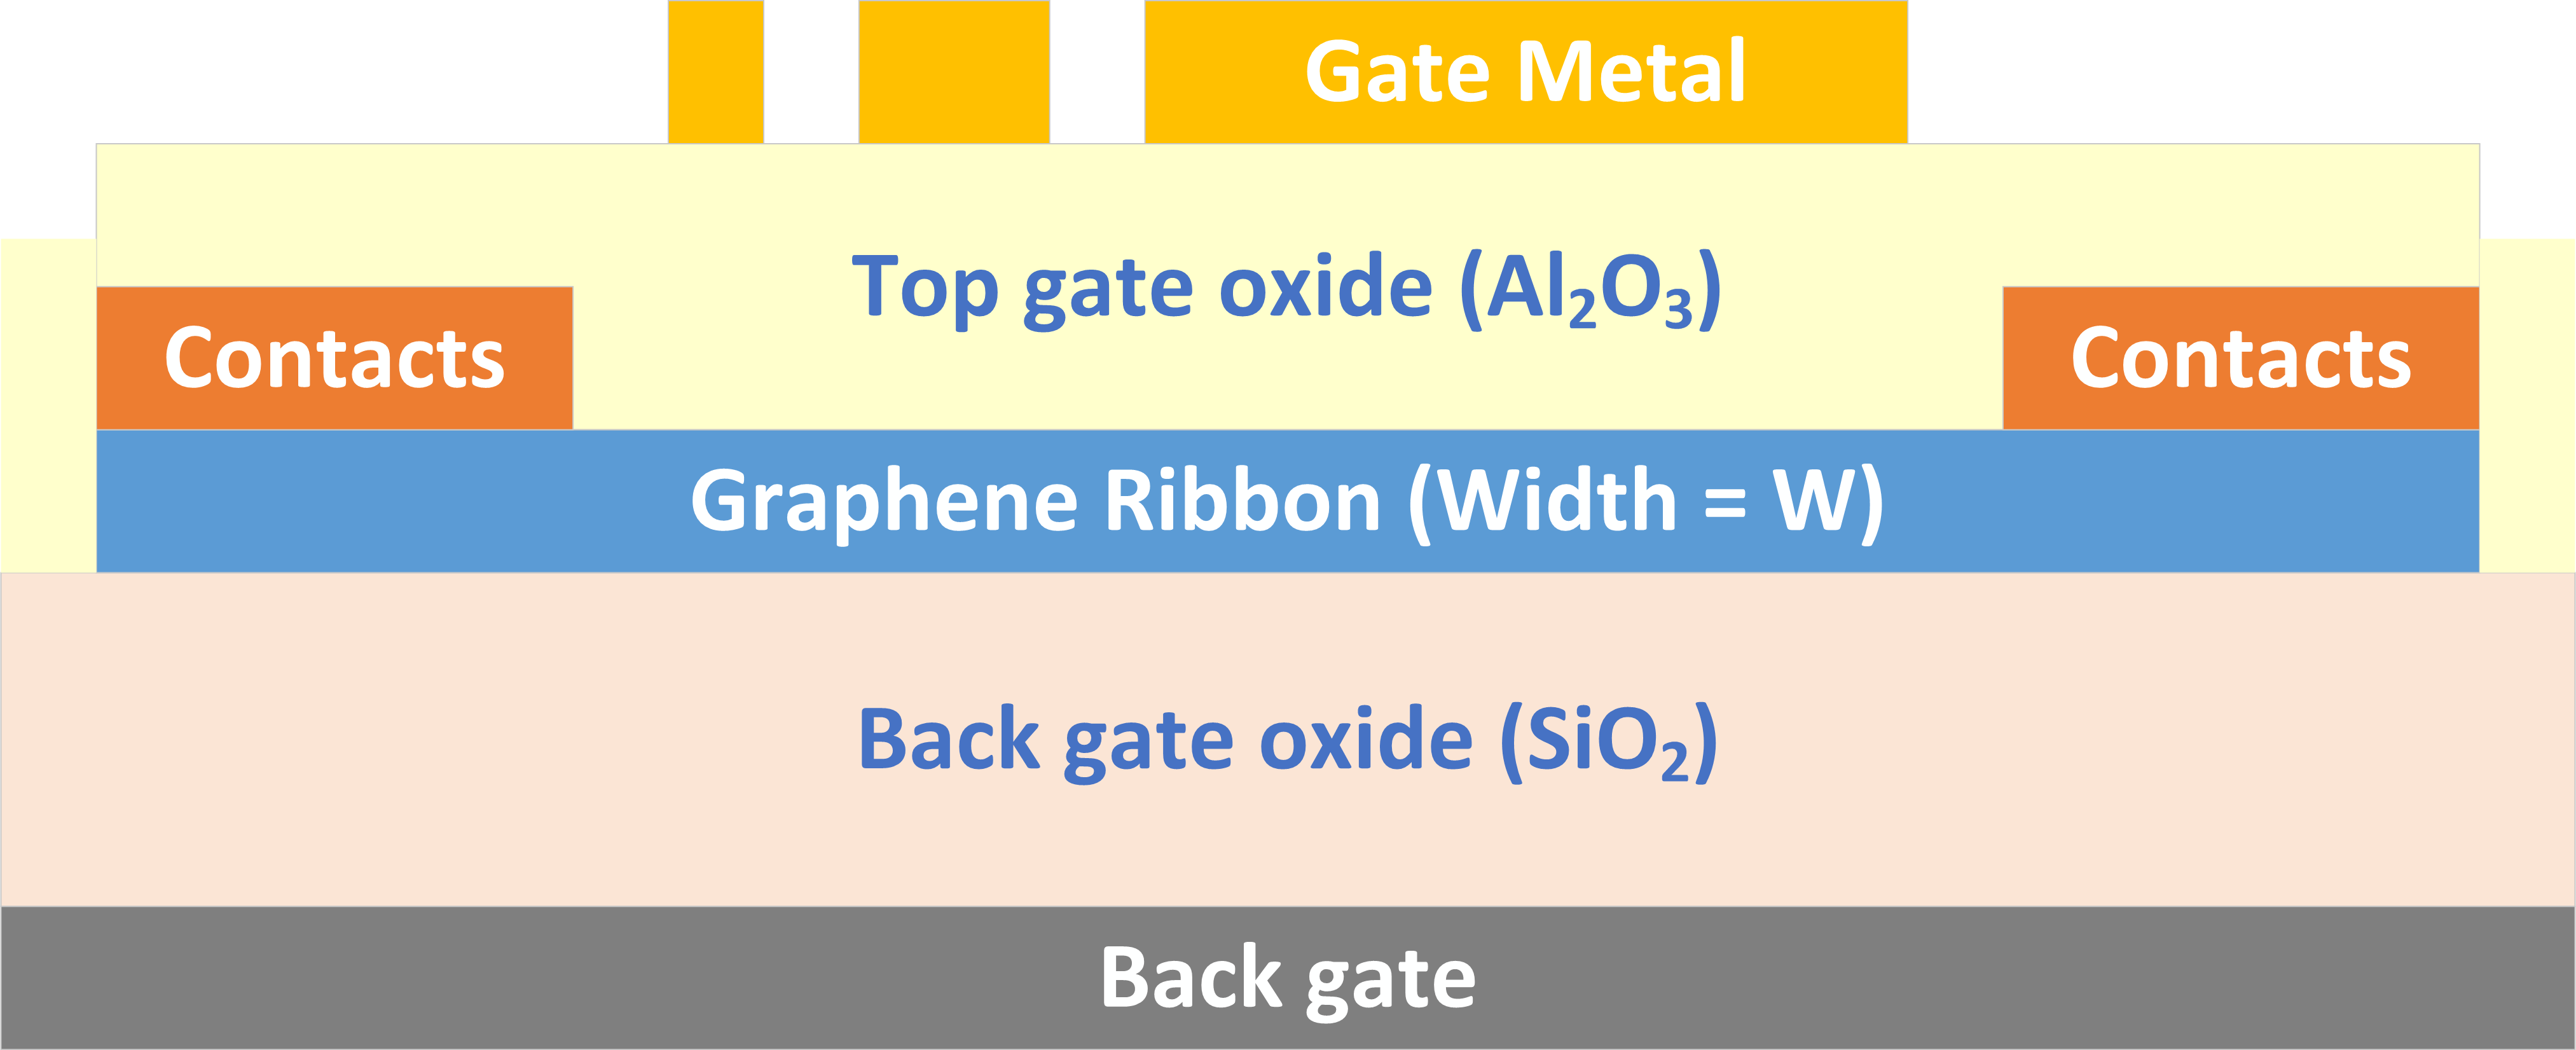 Gate Metal
Top gate oxide (Al₂O₃)
Contacts
Contacts
Graphene Ribbon (Width = W)
Back gate oxide (SiO₂)
Back gate